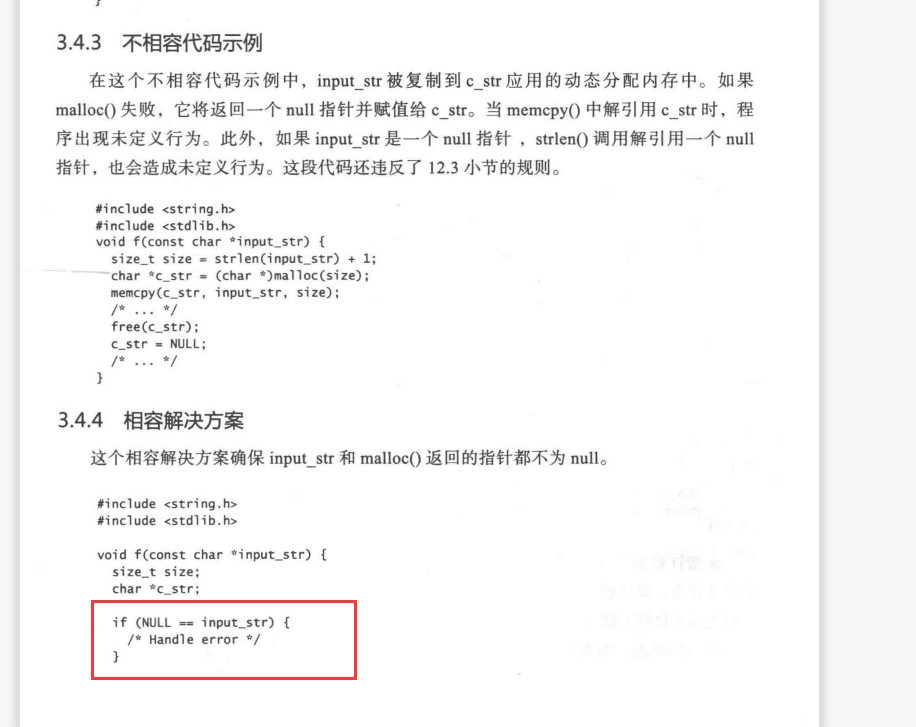 }
3.4.3 不相容代码示例
在这个不相容代码示例中，input_str 被复制到 c_str 应用的动态分配内存中。如果
malloc() 失败，它将返回一个 null 指针并赋值给 c_str。当 memcpy() 中解引用 c_str 时，程
序出现未定义行为。此外，如果 input_str 是一个 null 指针 ，strlen() 调用解引用一个 null
指针，也会造成未定义行为。这段代码还违反了 12.3 小节的规则。
#include <string.h>
#include <stdlib.h>
void f(const char *input_str) {
size_t size = strlen(input_str) + 1;
char *c_str = (char *)malloc(size);
memcpy(c_str, input_str, size);
/* ... */
free(c_str);
c_str = NULL;
/* ... */
}
3.4.4 相容解决方案
这个相容解决方案确保 input_str 和 malloc() 返回的指针都不为 null。
#include <string.h>
#include <stdlib.h>
void f(const char *input_str) {
size_t size;
char *c_str;
if (NULL == input_str) {
/* Handle error */
}